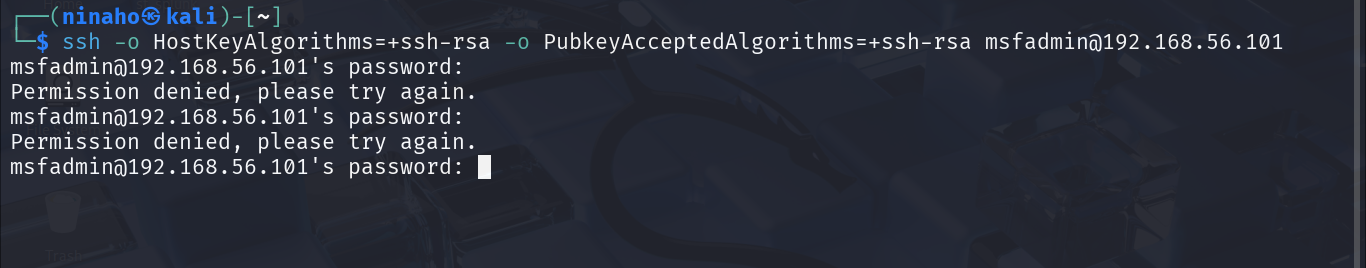 ┌──(ninaho㉿kali)-[~]
└─$ ssh -o HostKeyAlgorithms=+ssh-rsa -o PubkeyAcceptedAlgorithms=+ssh-rsa msfadmin@192.168.56.101
msfadmin@192.168.56.101's password:
Permission denied, please try again.
msfadmin@192.168.56.101's password:
Permission denied, please try again.
msfadmin@192.168.56.101's password:
Trash